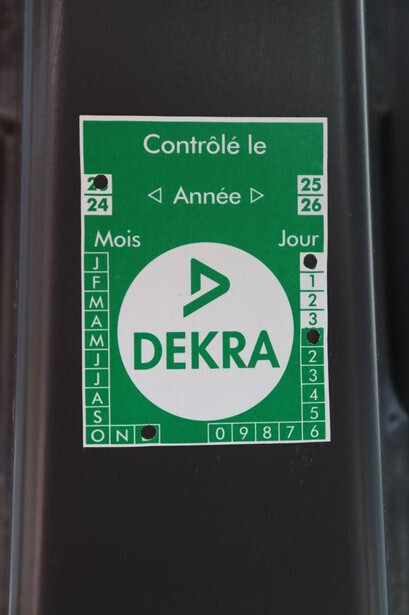 Contrôlé le
25
24 ◁ Année ▷ 26
Mois Jour
J
F 1
M 2
A 3
M
J 2
J 3
A 4
S 5
O N 0 9 8 7 6
DEKRA